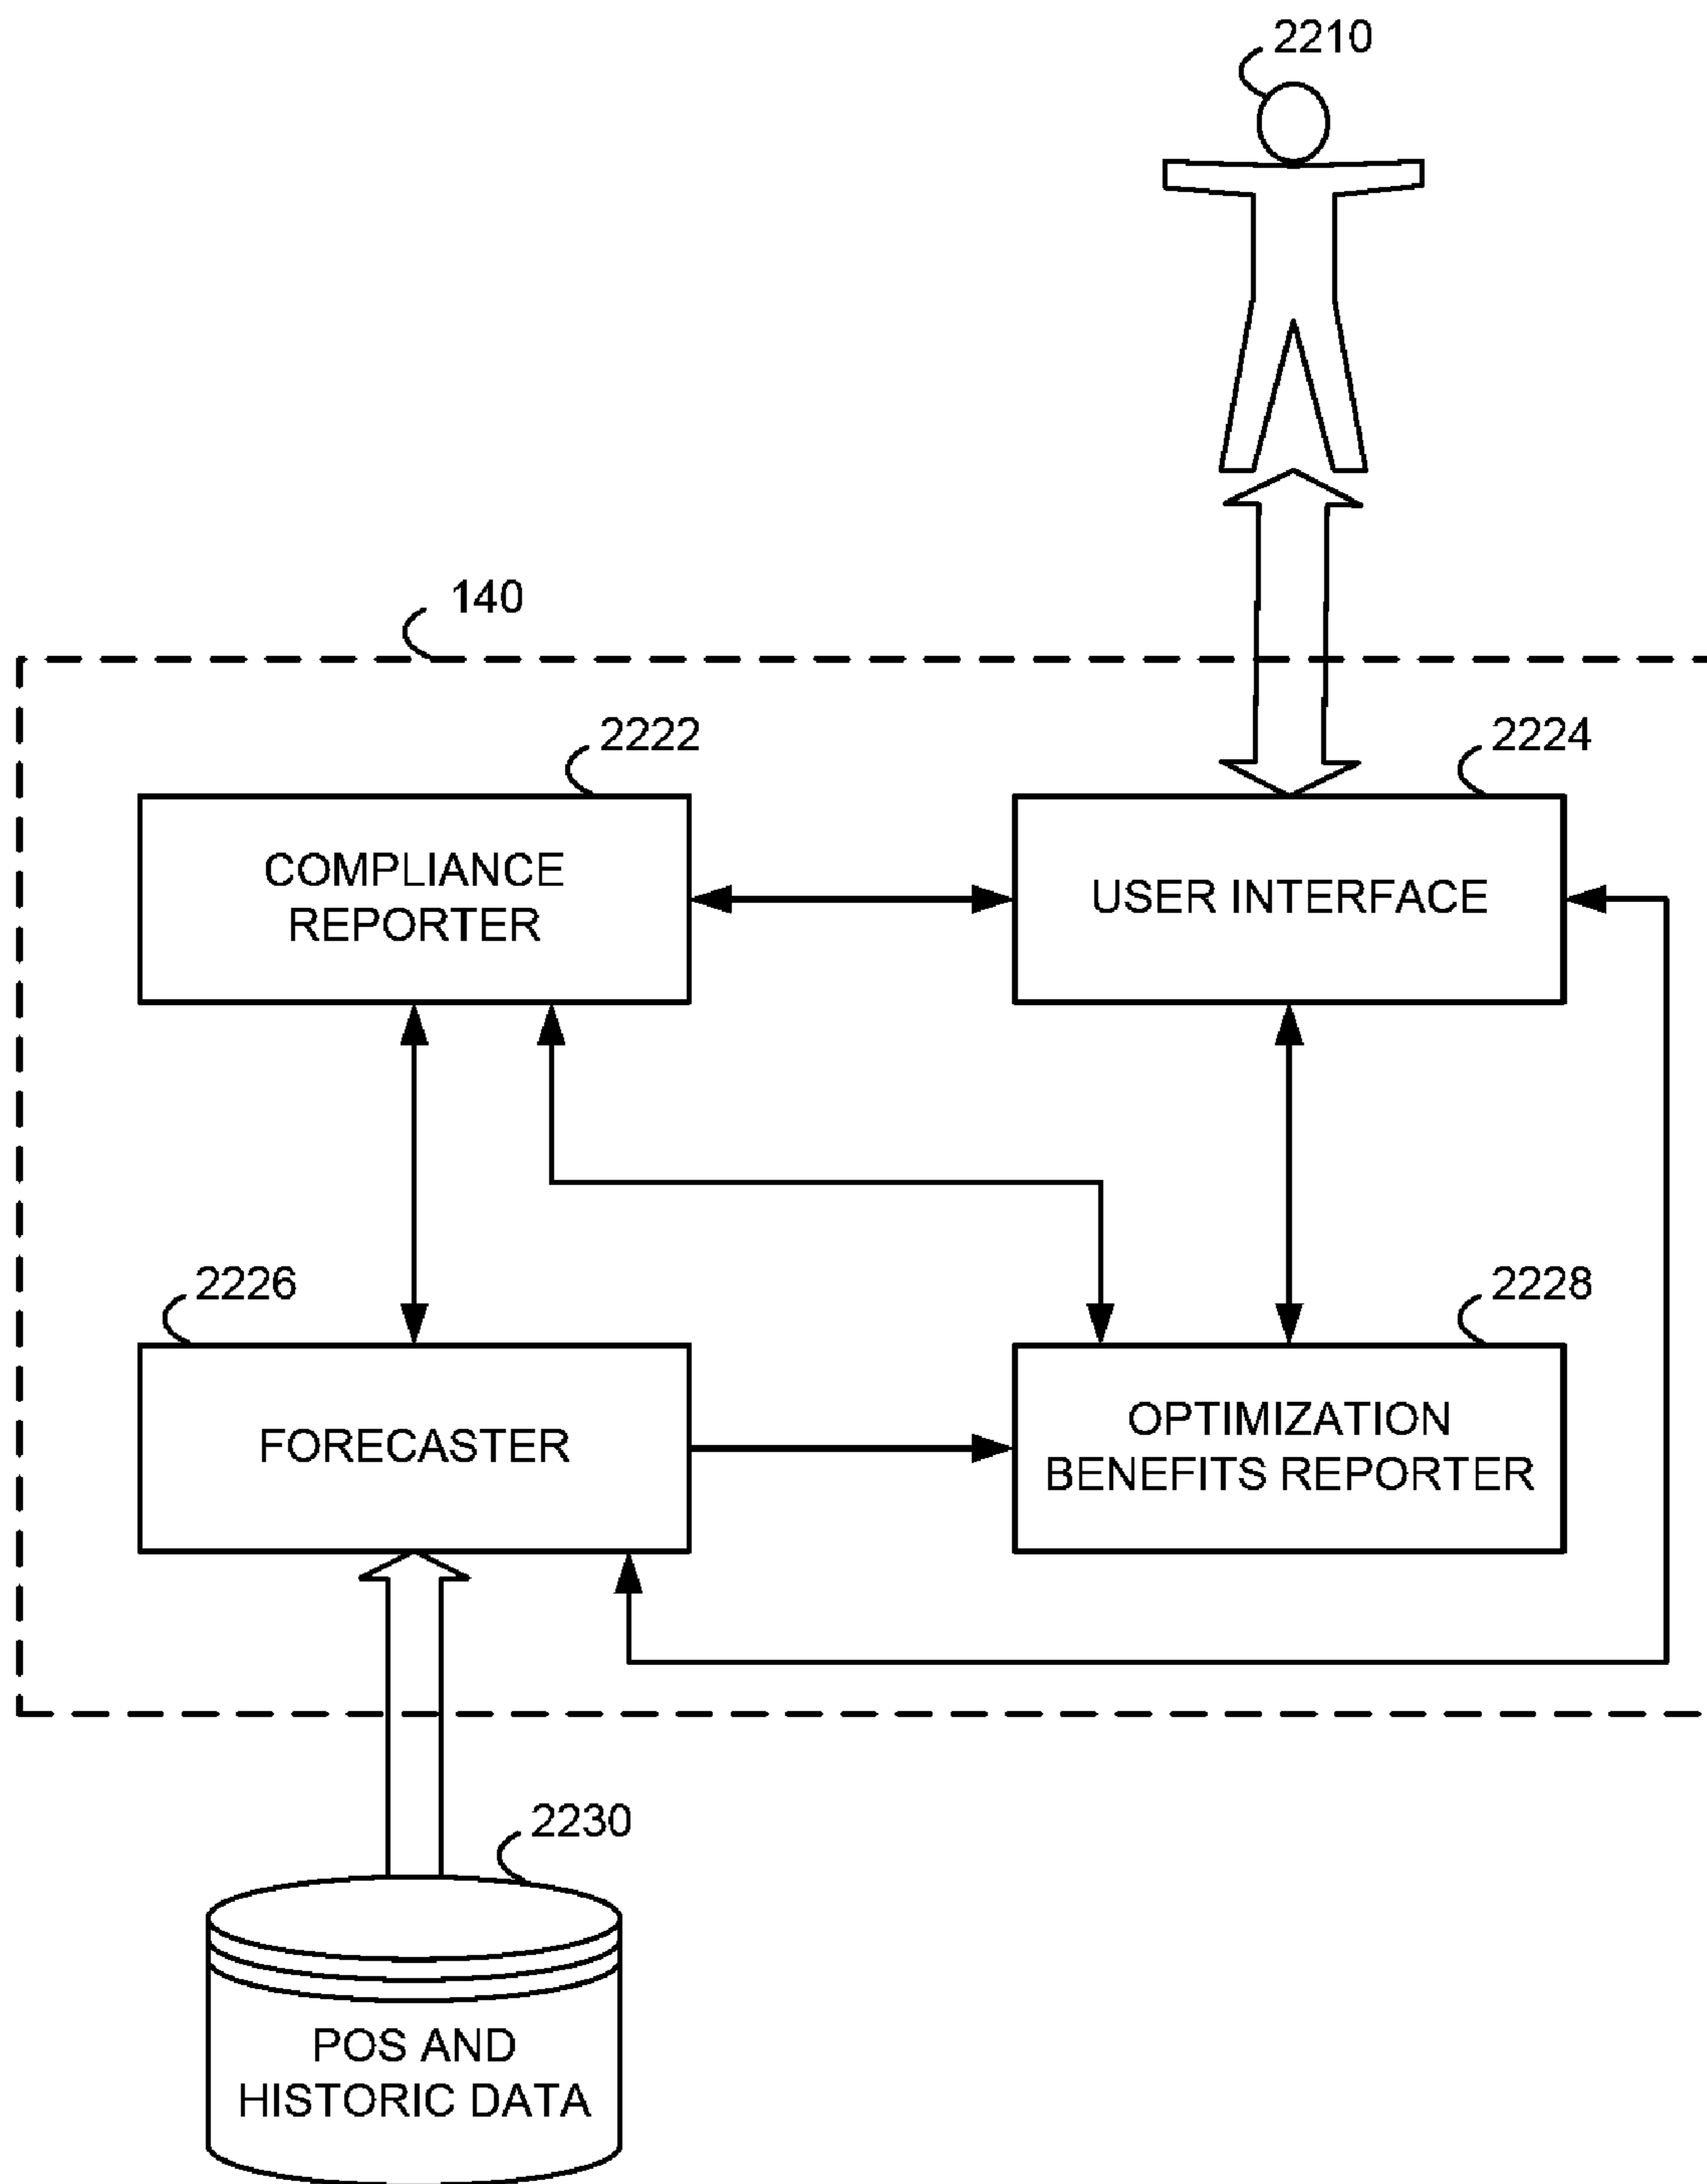 2210
140
2222
2224
COMPLIANCE
REPORTER
USER INTERFACE
2226
2228
FORECASTER
OPTIMIZATION
BENEFITS REPORTER
2230
POS AND
HISTORIC DATA